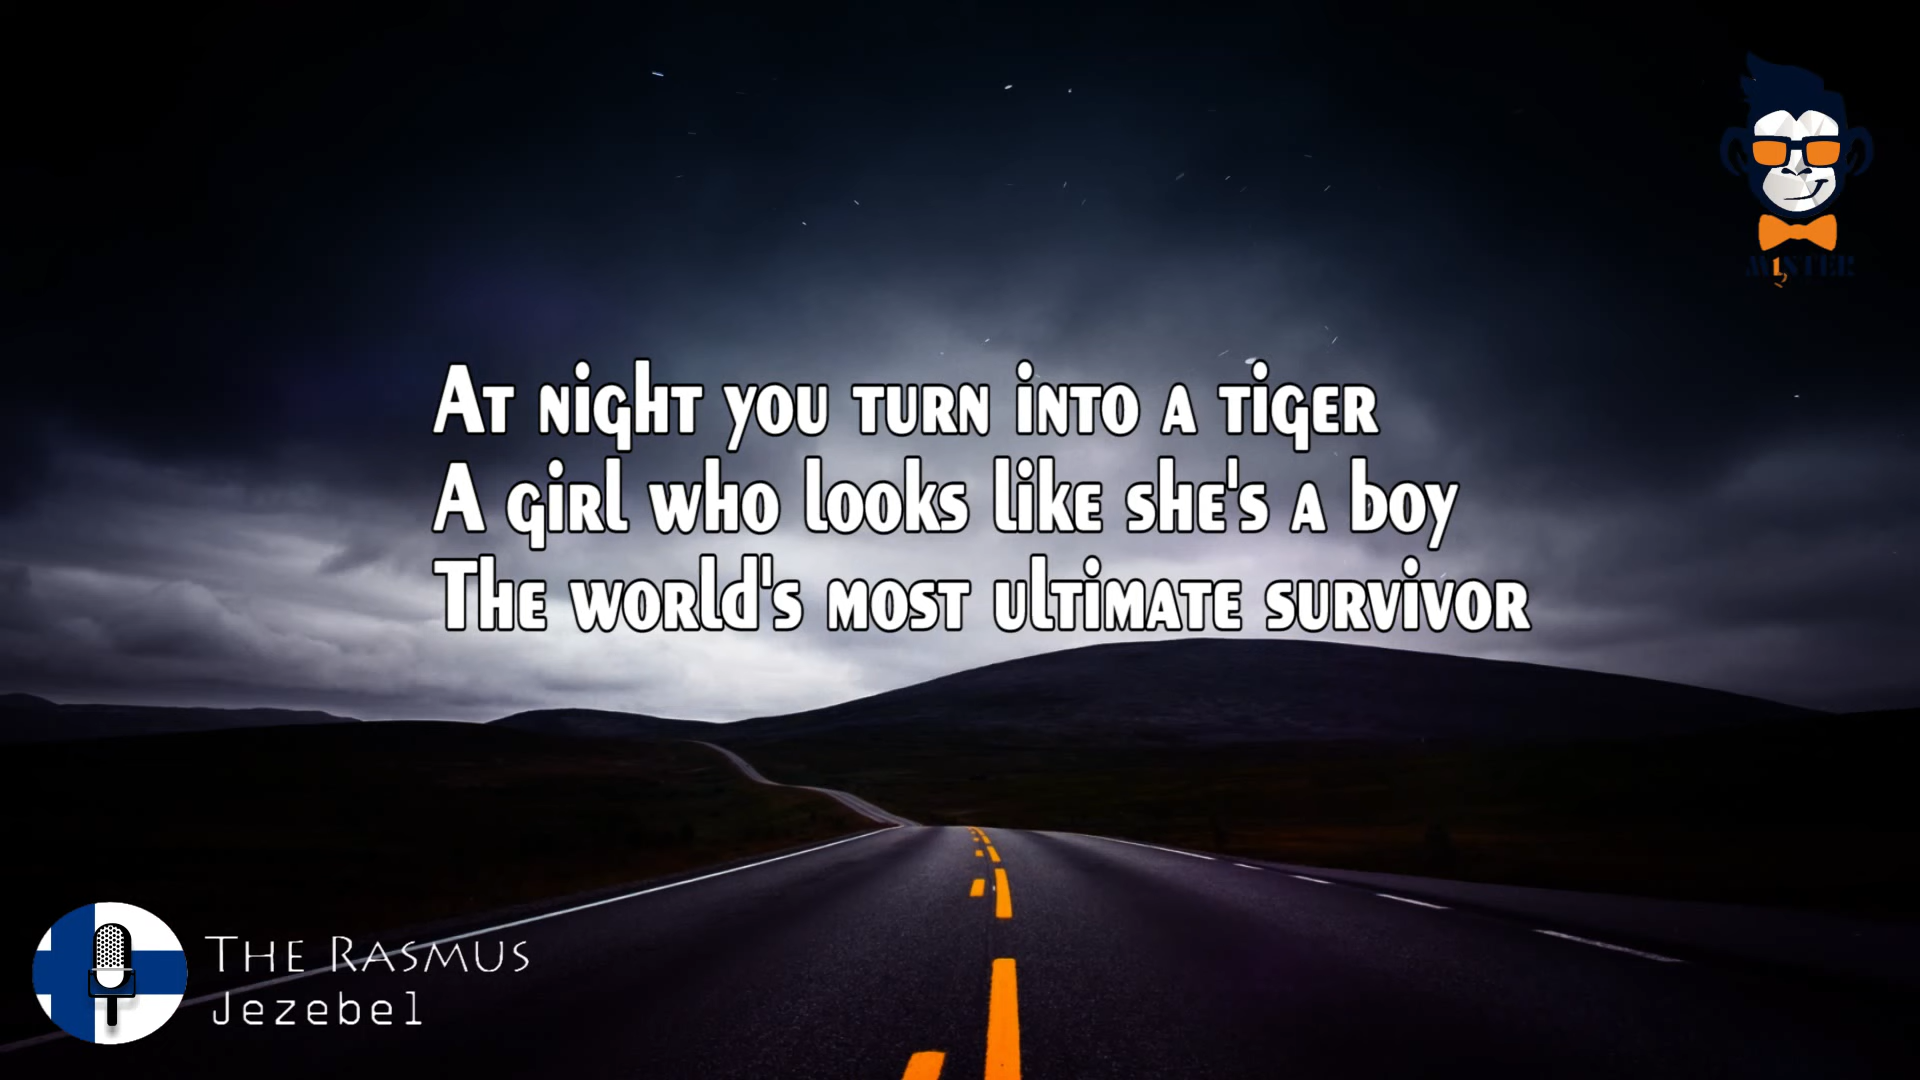 At night you turn into a tiger
A girl who looks like she's a boy
The world's most ultimate survivor
The Rasmus
Jezebel